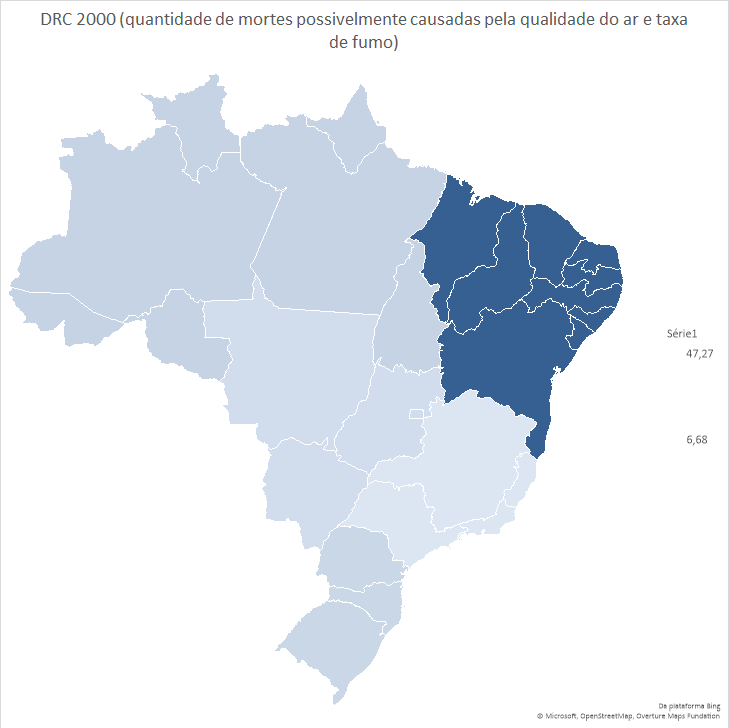 DRC 2000 (quantidade de mortes possivelmente causadas pela qualidade do ar e taxa
de fumo)
Série1
47,27
6,68
Da plataforma Bing
© Microsoft, OpenStreetMap, Overture Maps Fundation